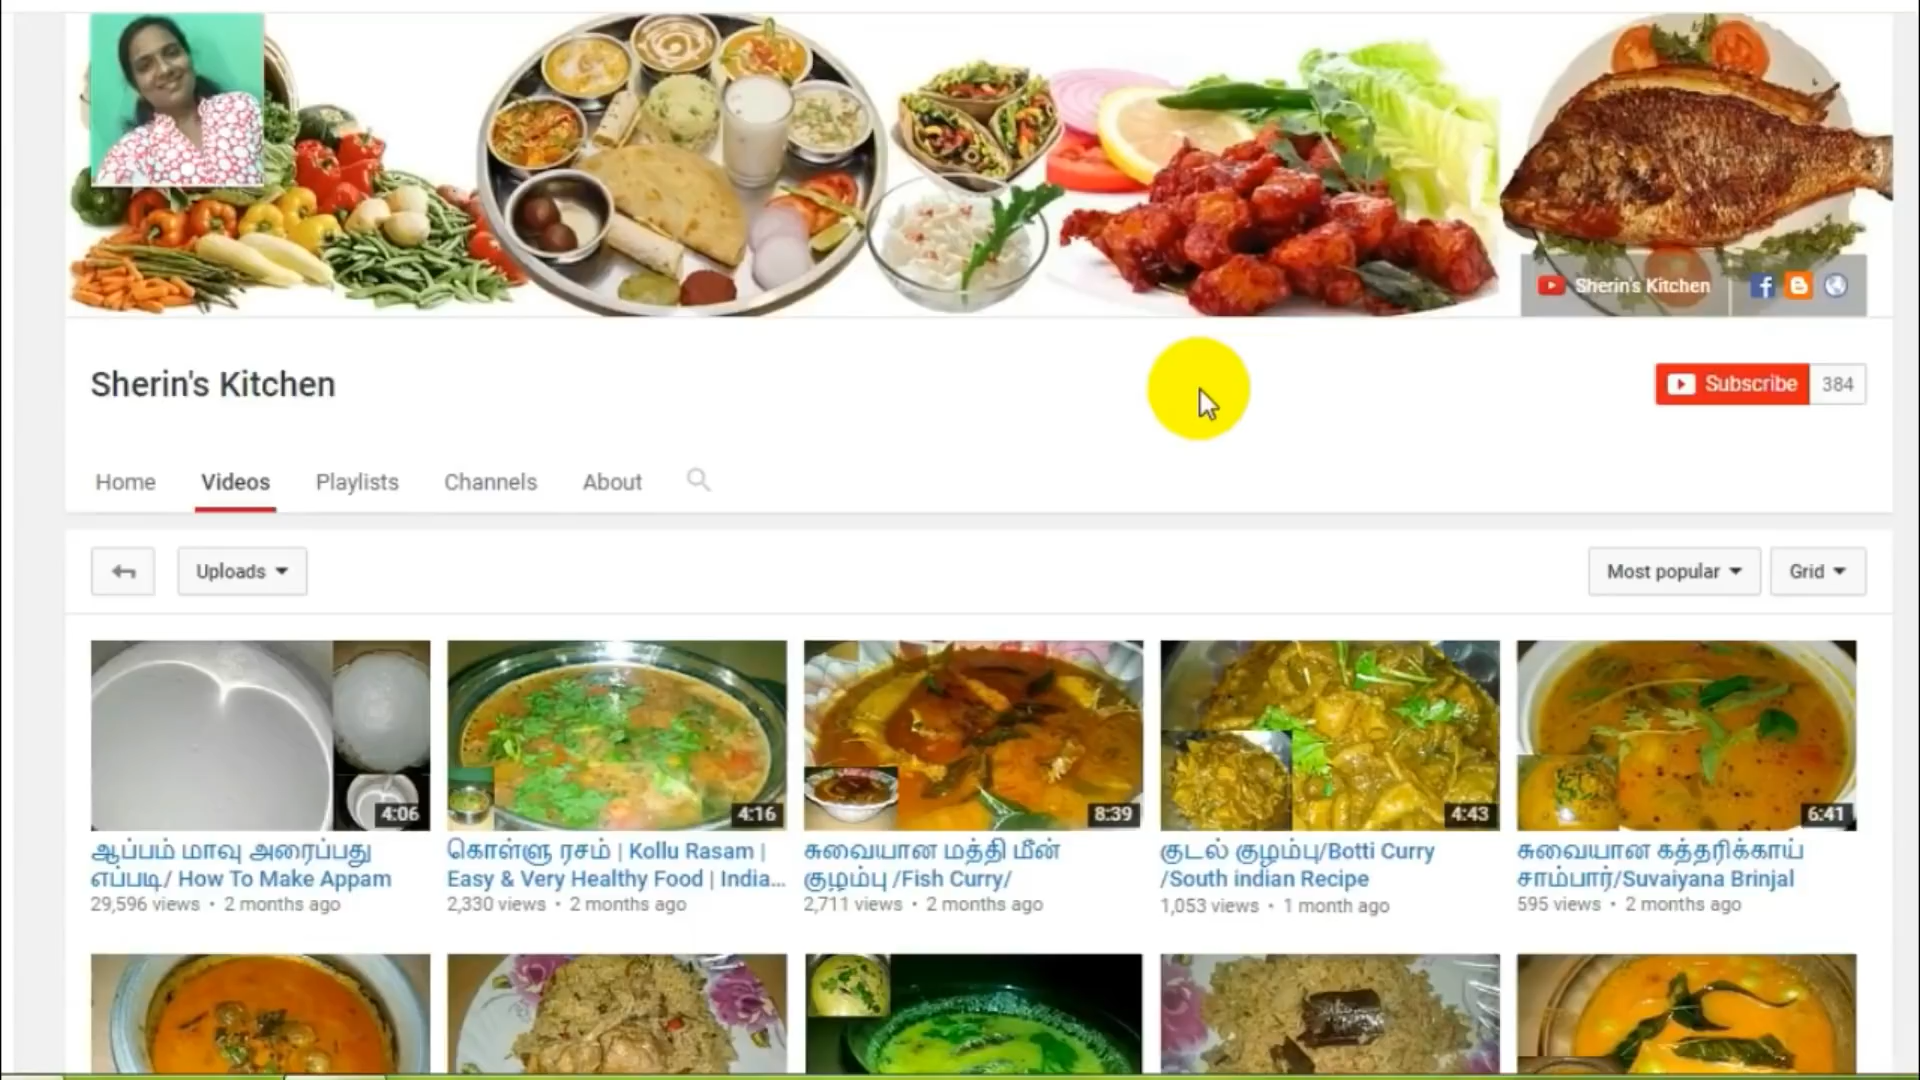 Sherin's Kitchen
Sherin's Kitchen
Subscribe 384
Home Videos Playlists Channels About
Uploads Most popular Grid
4:06 4:16 8:39 4:43 6:41
ஆப்பம் மாவு அரைப்பது
எப்படி/ How To Make Appam
29,596 views • 2 months ago
கொள்ளு ரசம் | Kollu Rasam |
Easy & Very Healthy Food | India...
2,330 views • 2 months ago
சுவையான மத்தி மீன்
குழம்பு /Fish Curry/
2,711 views • 2 months ago
குடல் குழம்பு/Botti Curry
/South indian Recipe
1,053 views • 1 month ago
சுவையான கத்தரிக்காய்
சாம்பார்/Suvaiyana Brinjal
595 views • 2 months ago